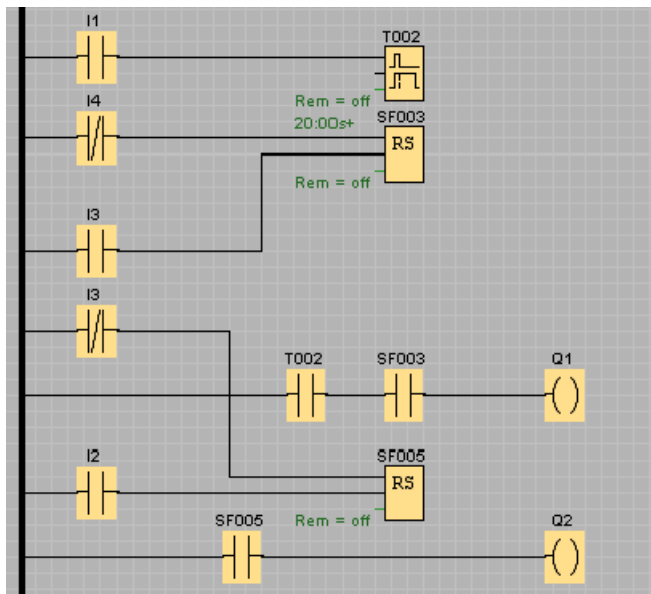 I1
T002
Rem = off
20:00s+
I4
SF003
RS
Rem = off
I3
I3
T002 SF003 Q1
I2
SF005
RS
Rem = off
SF005
Q2